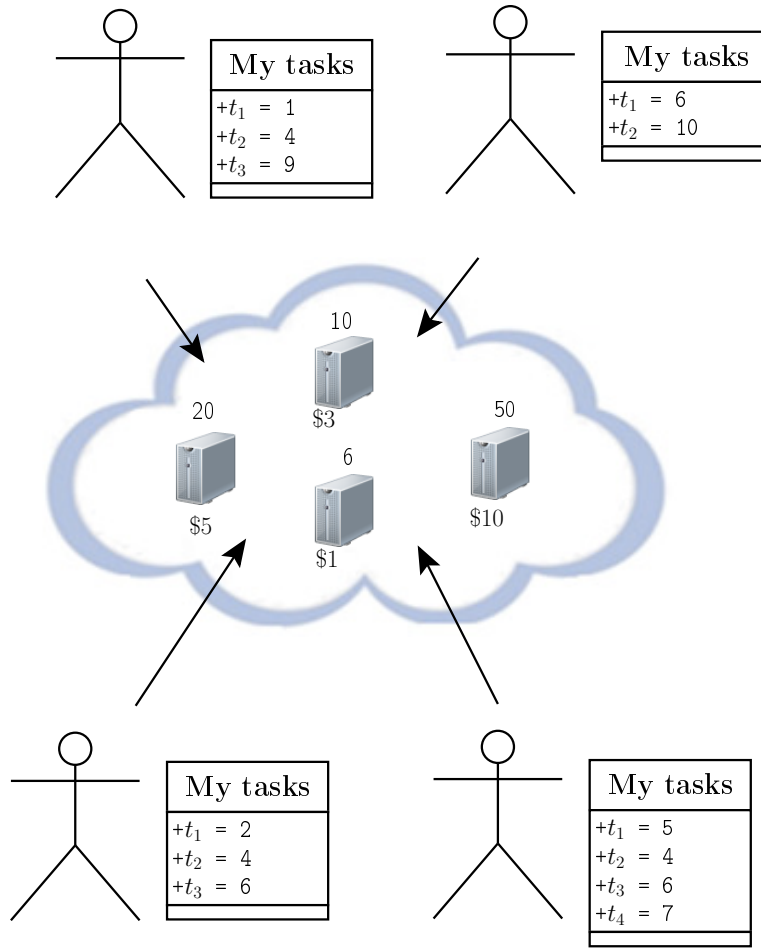 My tasks
+t₁ = 1
+t₂ = 4
+t₃ = 9
My tasks
+t₁ = 6
+t₂ = 10
10
$3
20
$5
50
$10
6
$1
My tasks
+t₁ = 2
+t₂ = 4
+t₃ = 6
My tasks
+t₁ = 5
+t₂ = 4
+t₃ = 6
+t₄ = 7